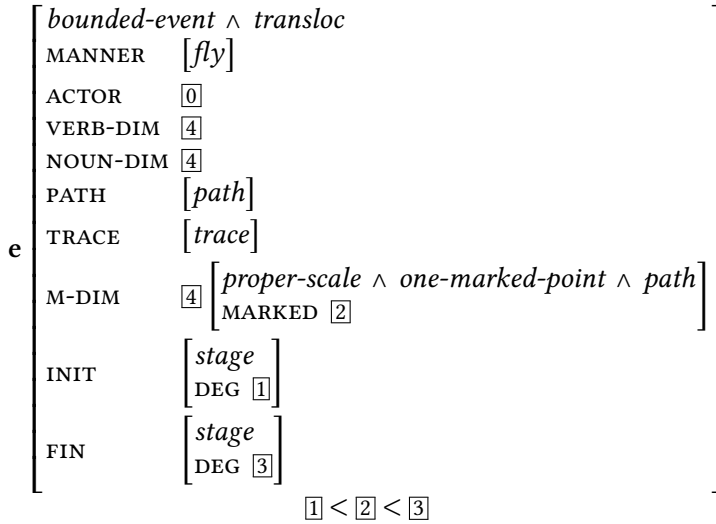 bounded-event ∧ transloc
MANNER [fly]
ACTOR 0
VERB-DIM 4
NOUN-DIM 4
PATH [path]
TRACE [trace]
e
M-DIM 4 [proper-scale ∧ one-marked-point ∧ path
MARKED 2]
INIT [stage
DEG 1]
FIN [stage
DEG 3]
1 < 2 < 3